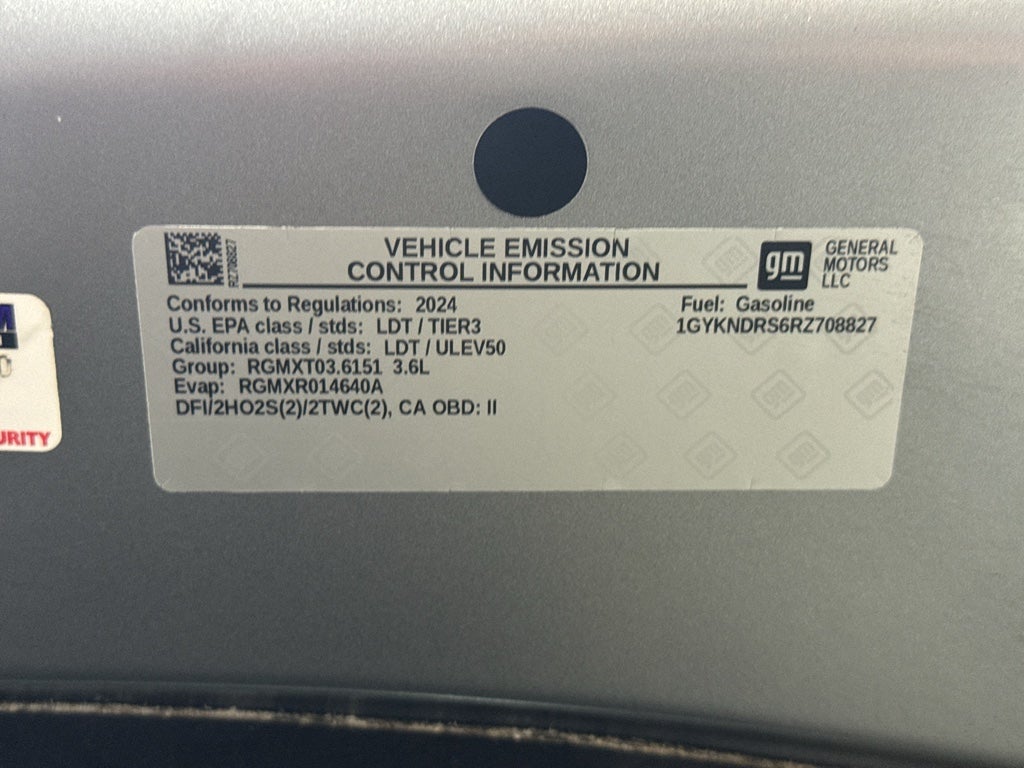 VEHICLE EMISSION
CONTROL INFORMATION
gm
GENERAL
MOTORS
LLC
RZ708827
Conforms to Regulations: 2024
Fuel: Gasoline
U.S. EPA class / stds: LDT / TIER3
1GYKNDRS6RZ708827
California class / stds: LDT / ULEV50
Group: RGMXT03.6151 3.6L
Evap: RGMXR014640A
DFI/2HO2S(2)/2TWC(2), CA OBD: II